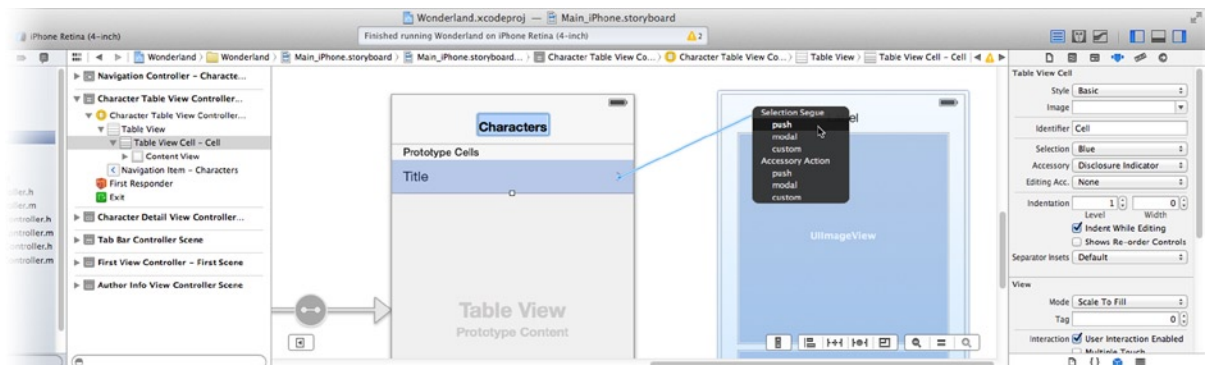 Wonderland.xcodeproj — Main_iPhone.storyboard
iPhone Retina (4-inch)
Finished running Wonderland on iPhone Retina (4-inch)
2
Wonderland
Wonderland
Main_iPhone.storyboard
Main_iPhone.storyboard...
Character Table View Co...
Character Table View Co...
Table View
Table View Cell - Cell
Navigation Controller - Characte...
Character Table View Controller...
Character Table View Controller...
Table View
Table View Cell - Cell
Content View
Navigation Item - Characters
First Responder
Exit
Character Detail View Controller...
Tab Bar Controller Scene
First View Controller - First Scene
Author Info View Controller Scene
Characters
Prototype Cells
Title
Table View
Prototype Content
Selection Segue
push
modal
custom
Accessory Action
push
modal
custom
UIImageView
Table View Cell
Style Basic
Image
Identifier Cell
Selection Blue
Accessory Disclosure Indicator
Editing Acc. None
Indentation 1 0
Level Width
Indent While Editing
Shows Re-order Controls
Separator Insets Default
View
Mode Scale To Fill
Tag 0
Interaction User Interaction Enabled
Multiple Touch